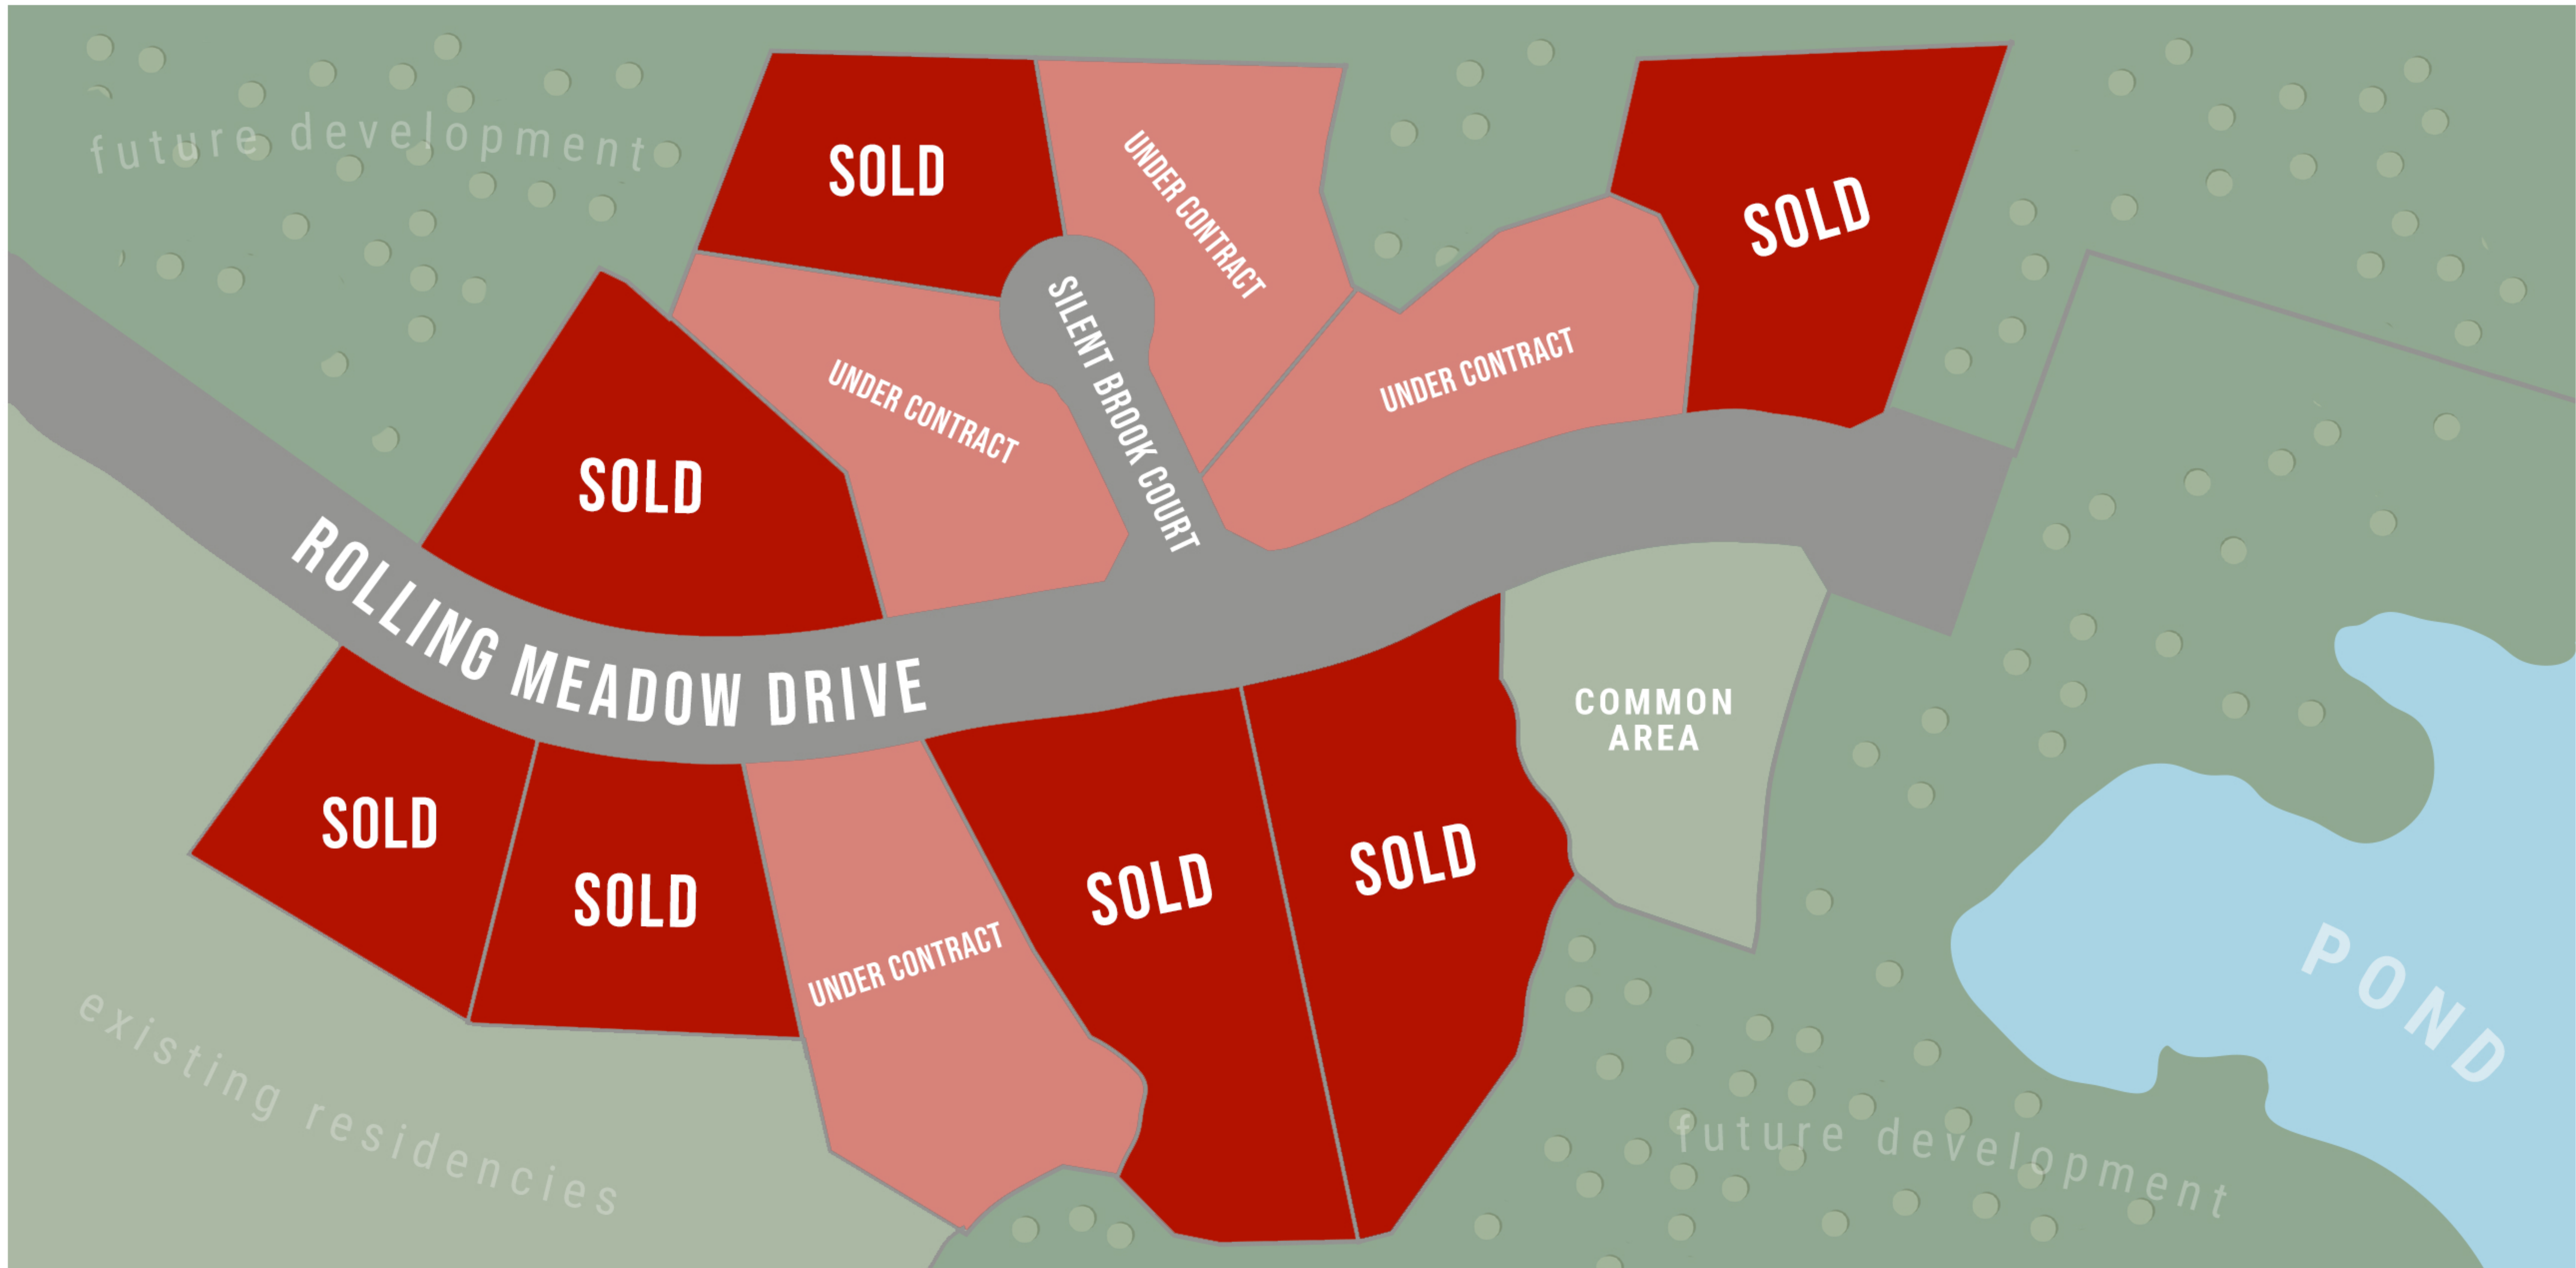 future development
SOLD
UNDER CONTRACT
SOLD
SILENT BROOK COURT
UNDER CONTRACT
UNDER CONTRACT
SOLD
ROLLING MEADOW DRIVE
COMMON
AREA
SOLD
SOLD
UNDER CONTRACT
SOLD
SOLD
POND
existing residencies
future development